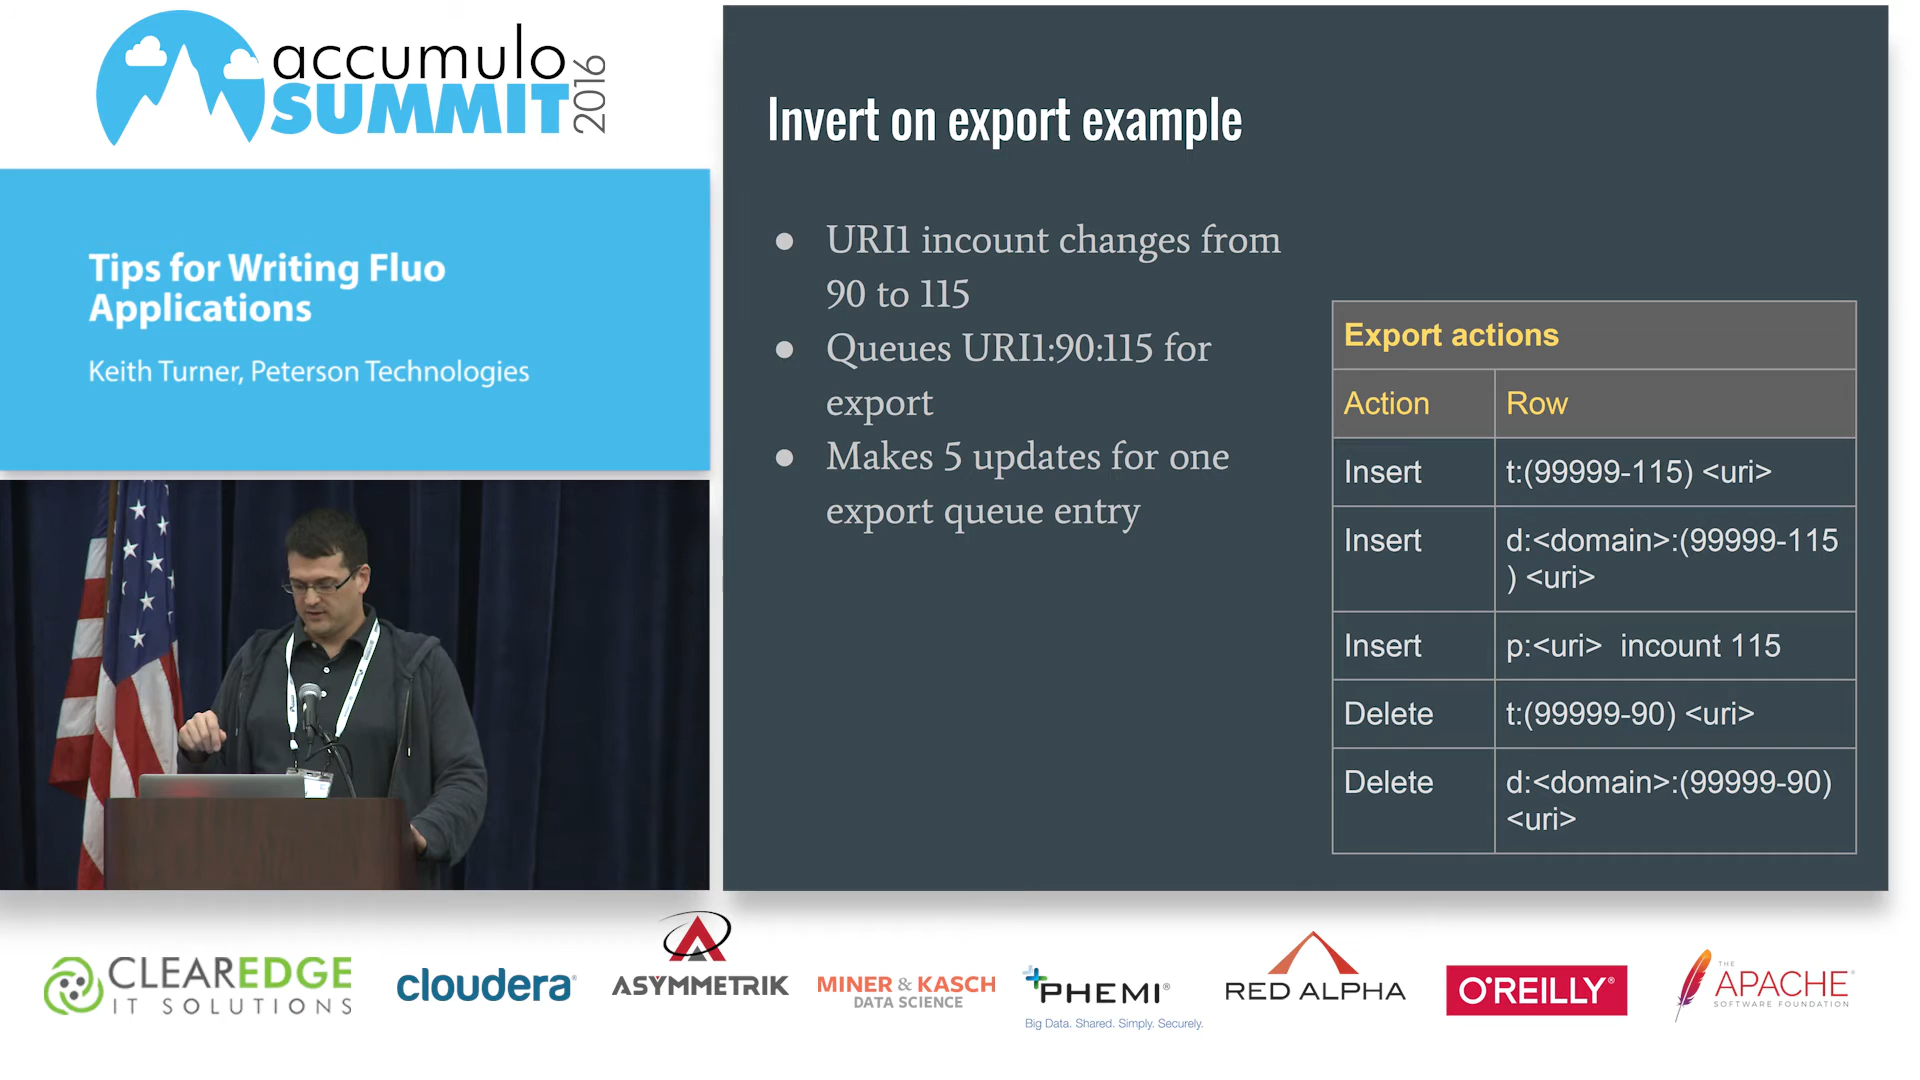 accumulo
SUMMIT
2016
Tips for Writing Fluo
Applications
Keith Turner, Peterson Technologies
Invert on export example
● URI1 incount changes from
90 to 115
● Queues URI1:90:115 for
export
● Makes 5 updates for one
export queue entry
Export actions
Action Row
Insert t:(99999-115) <uri>
Insert d:<domain>:(99999-115
) <uri>
Insert p:<uri> incount 115
Delete t:(99999-90) <uri>
Delete d:<domain>:(99999-90)
<uri>
CLEAREDGE
IT SOLUTIONS
cloudera®
ASYMMETRIK
MINER & KASCH
DATA SCIENCE
PHEMI®
Big Data. Shared. Simply. Securely.
RED ALPHA
O'REILLY®
THE
APACHE®
SOFTWARE FOUNDATION